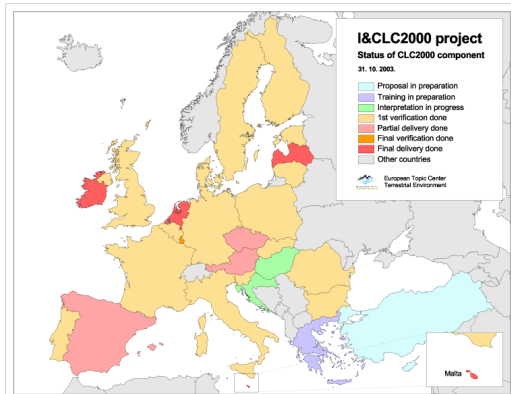 I&CLC2000 project
Status of CLC2000 component
31. 10. 2003.
Proposal in preparation
Training in preparation
Interpretation in progress
1st verification done
Partial delivery done
Final verification done
Final delivery done
Other countries
European Topic Center
Terrestrial Environment
Malta